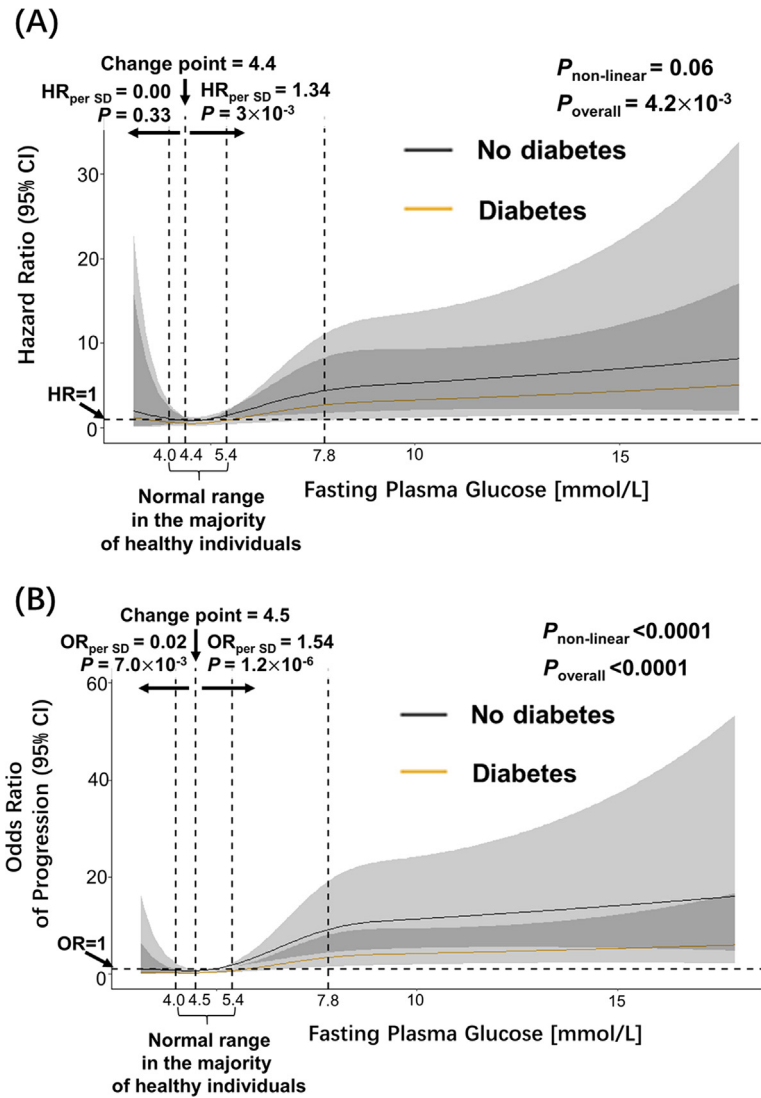 (A)
Change point = 4.4
HRper SD = 0.00
P = 0.33
HRper SD = 1.34
P = 3×10-3
Pnon-linear = 0.06
Poverall = 4.2×10-3
No diabetes
Diabetes
Hazard Ratio (95% CI)
30
20
10
0
HR=1
4.0 4.4 5.4 7.8 10 15
Normal range
in the majority
of healthy individuals
Fasting Plasma Glucose [mmol/L]
(B)
Change point = 4.5
ORper SD = 0.02
P = 7.0×10-3
ORper SD = 1.54
P = 1.2×10-6
Pnon-linear <0.0001
Poverall <0.0001
No diabetes
Diabetes
Odds Ratio
of Progression (95% CI)
60
40
20
0
OR=1
4.0 4.5 5.4 7.8 10 15
Normal range
in the majority
of healthy individuals
Fasting Plasma Glucose [mmol/L]